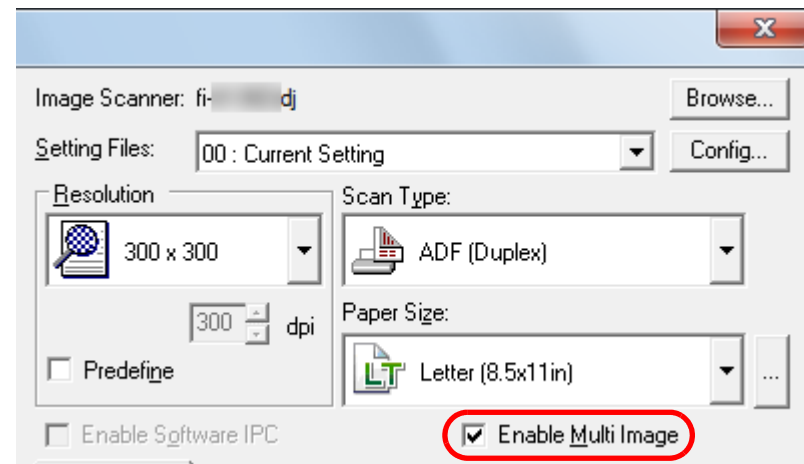 Image Scanner: fi- dj
Browse...
Setting Files:
00 : Current Setting
Config...
Resolution
Scan Type:
300 x 300
ADF (Duplex)
300
dpi
Paper Size:
Predefine
LT
Letter (8.5x11in)
...
Enable Software IPC
Enable Multi Image